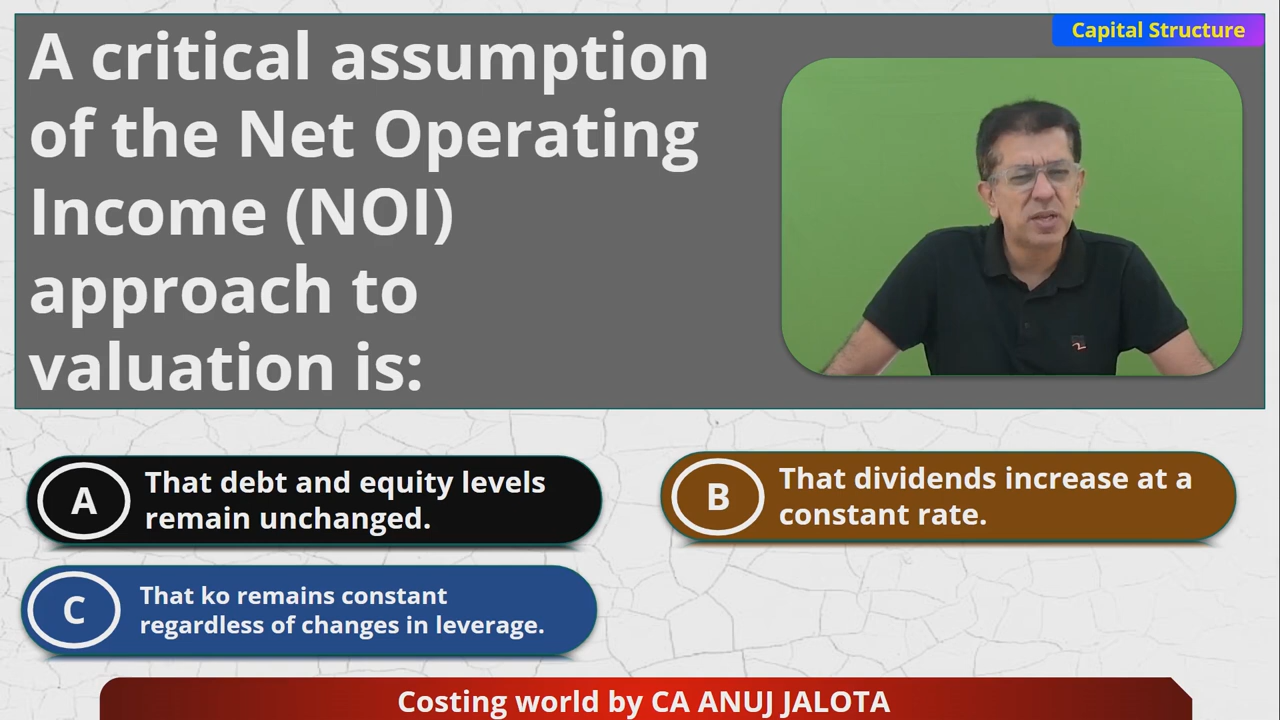 Capital Structure
A critical assumption
of the Net Operating
Income (NOI)
approach to
valuation is:
A
That debt and equity levels
remain unchanged.
B
That dividends increase at a
constant rate.
C
That ko remains constant
regardless of changes in leverage.
Costing world by CA ANUJ JALOTA